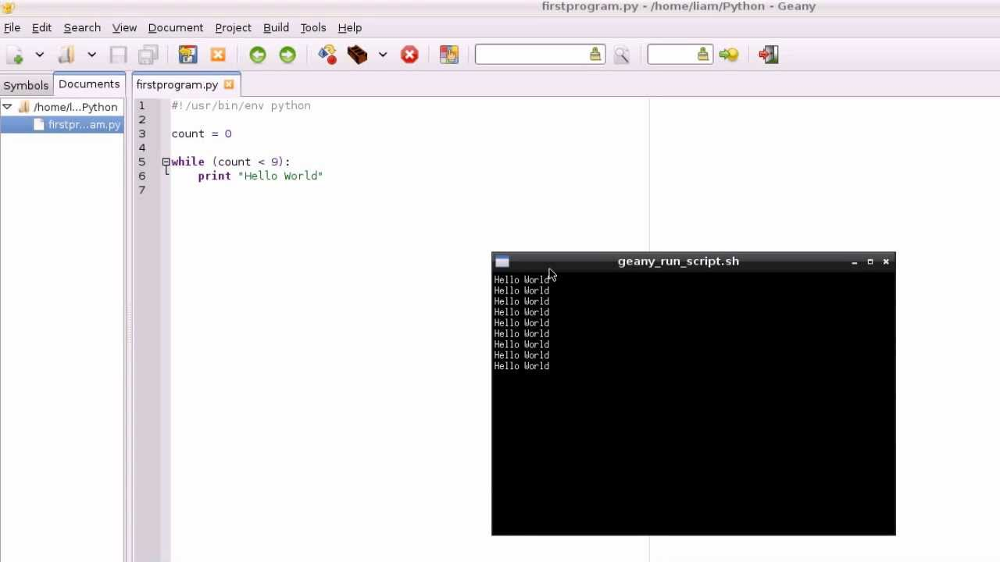 firstprogram.py - /home/liam/Python - Geany
File Edit Search View Document Project Build Tools Help
Symbols Documents firstprogram.py
/home/l...Python
firstpr...am.py
1 #!/usr/bin/env python
2
3 count = 0
4
5 while (count < 9):
6 print "Hello World"
7
geany_run_script.sh
Hello World
Hello World
Hello World
Hello World
Hello World
Hello World
Hello World
Hello World
Hello World